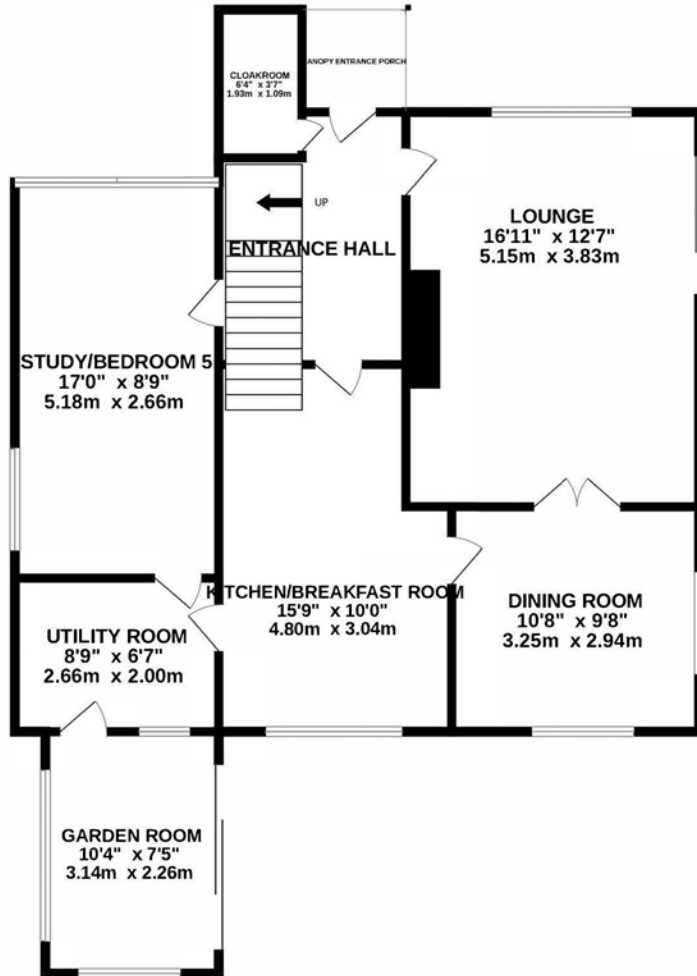 CLOAKROOM
6'4" x 3'7"
1.93m x 1.09m
ANOPY ENTRANCE PORCH
UP
ENTRANCE HALL
LOUNGE
16'11" x 12'7"
5.15m x 3.83m
STUDY/BEDROOM 5
17'0" x 8'9"
5.18m x 2.66m
KITCHEN/BREAKFAST ROOM
15'9" x 10'0"
4.80m x 3.04m
DINING ROOM
10'8" x 9'8"
3.25m x 2.94m
UTILITY ROOM
8'9" x 6'7"
2.66m x 2.00m
GARDEN ROOM
10'4" x 7'5"
3.14m x 2.26m